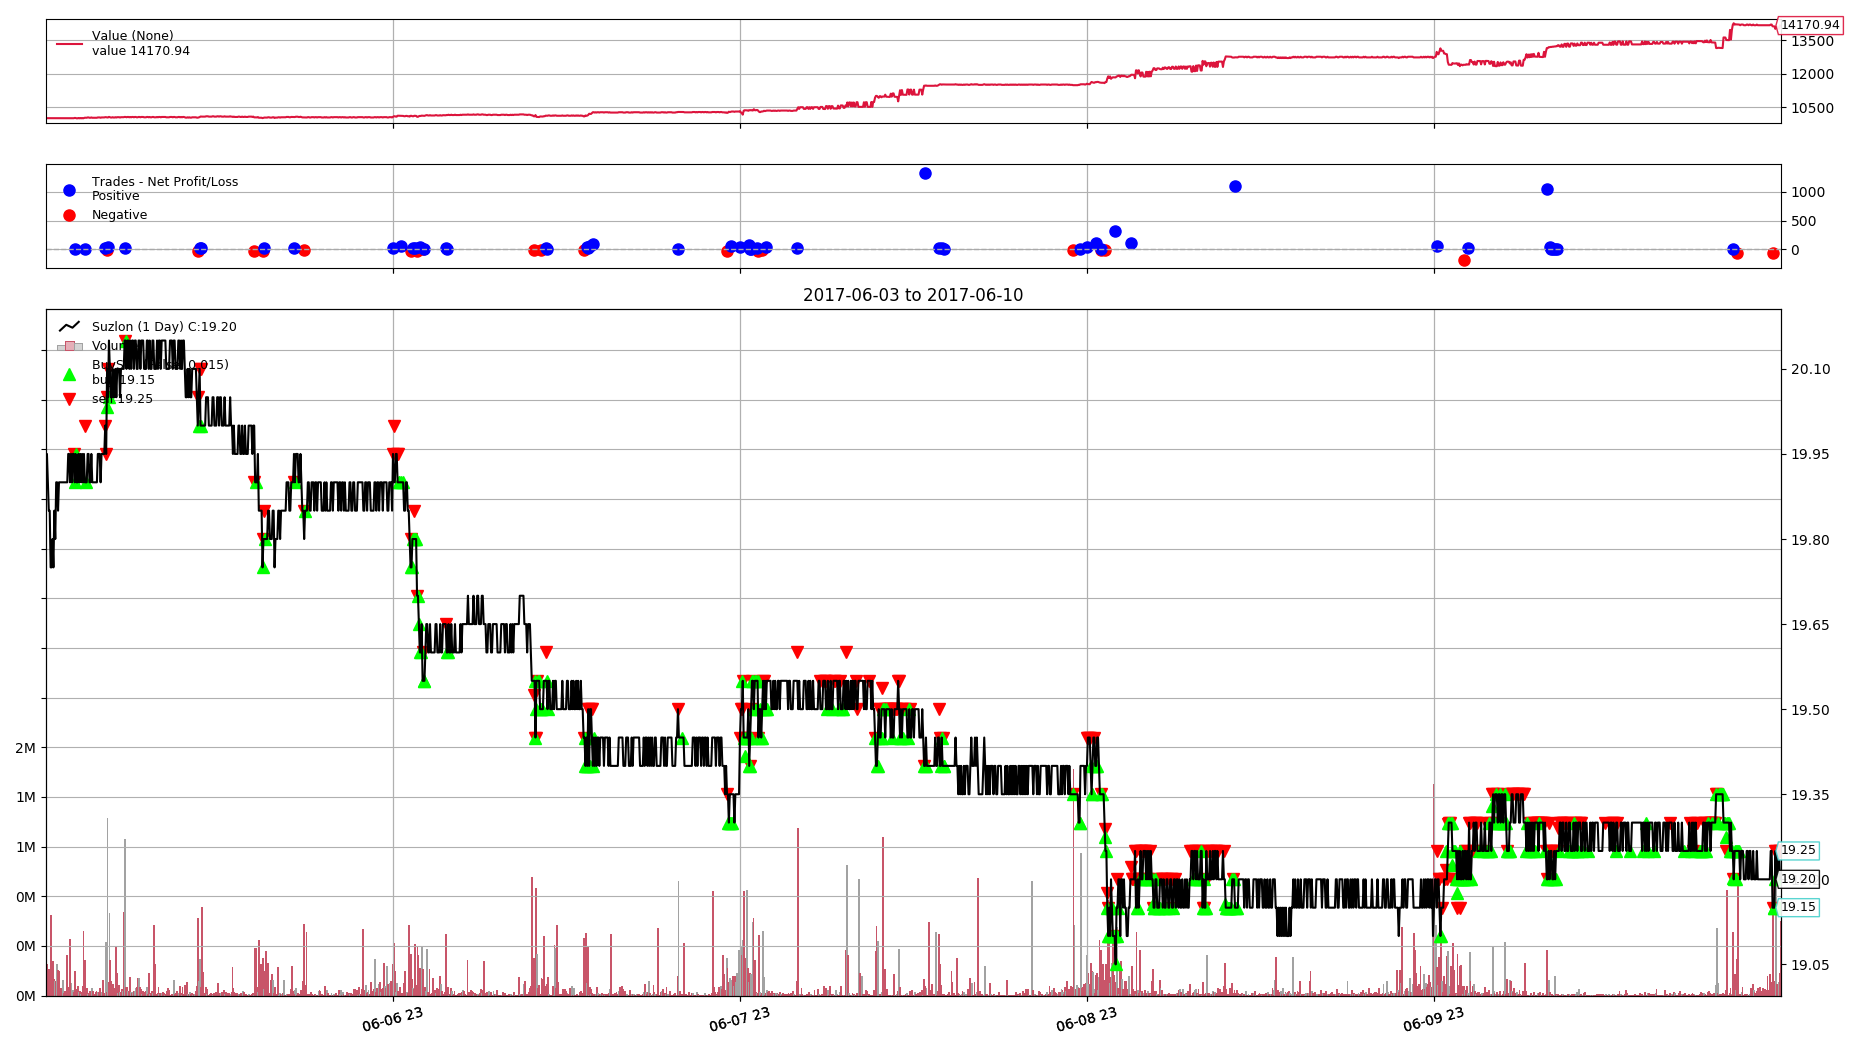 Value (None)
value 14170.94
14170.94
13500
12000
10500
Trades - Net Profit/Loss
Positive
Negative
1000
500
0
2017-06-03 to 2017-06-10
Suzlon (1 Day) C:19.20
20.10
19.95
19.80
19.65
19.50
19.35
19.25
19.20
19.15
19.05
2M
1M
1M
0M
0M
0M
19.15
19.25
06-06 23
06-07 23
06-08 23
06-09 23